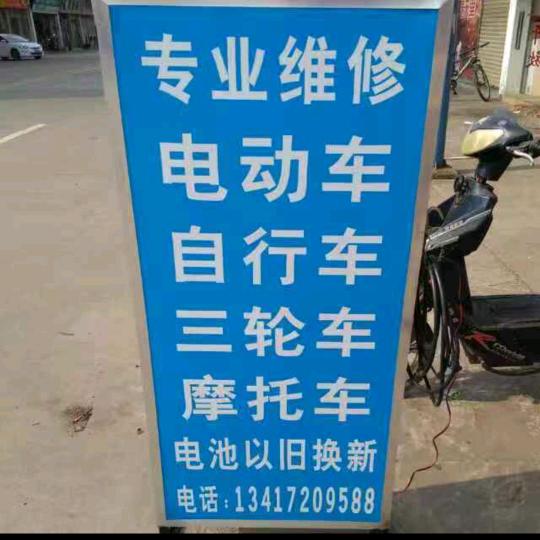 专业维修
电动车
自行车
三轮车
摩托车
电池以旧换新
电话:13417209588